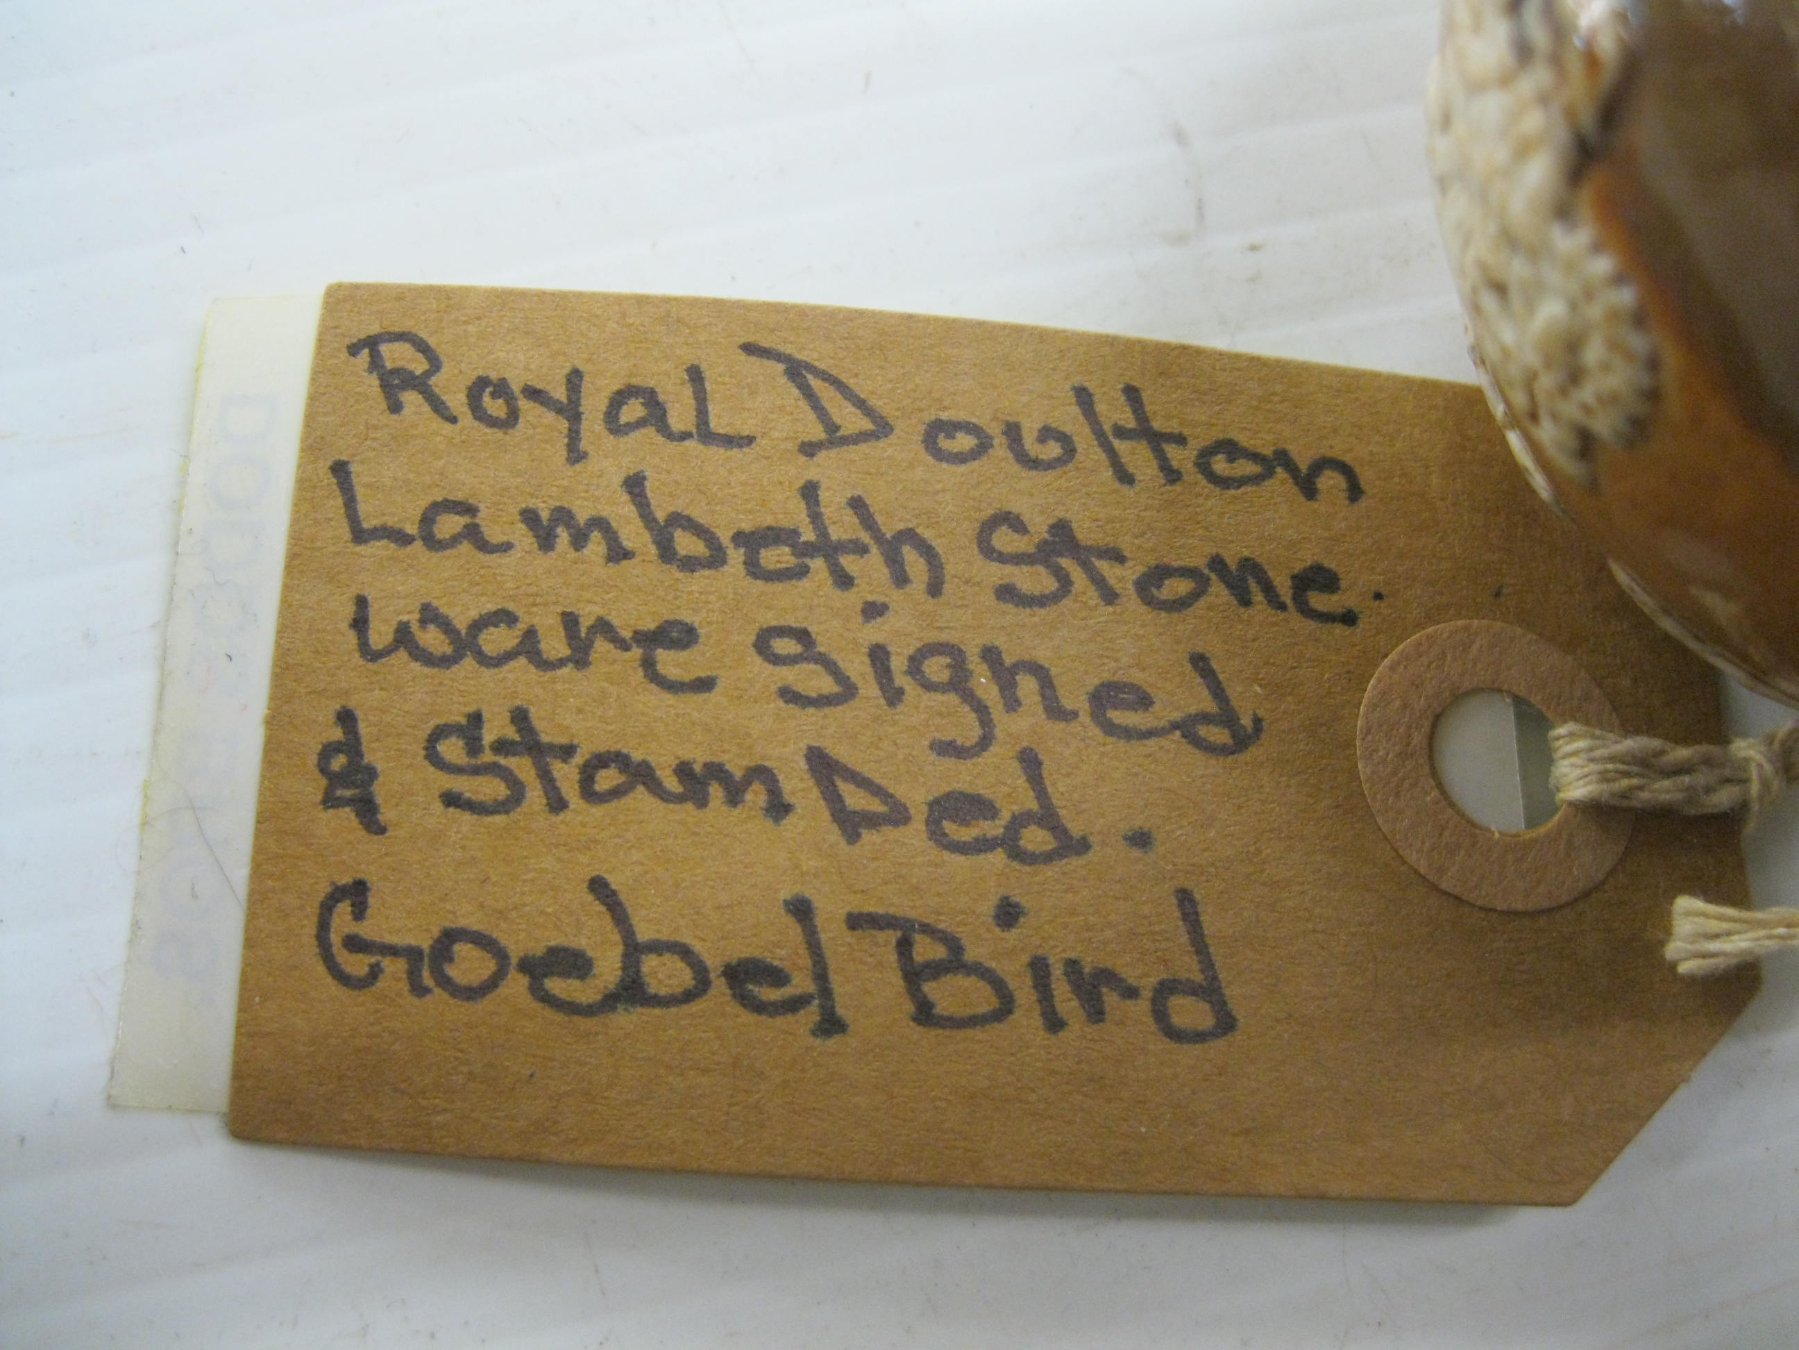 Royal Doulton
Lambeth Stone.
ware signed
& Stamped.
Goebel Bird